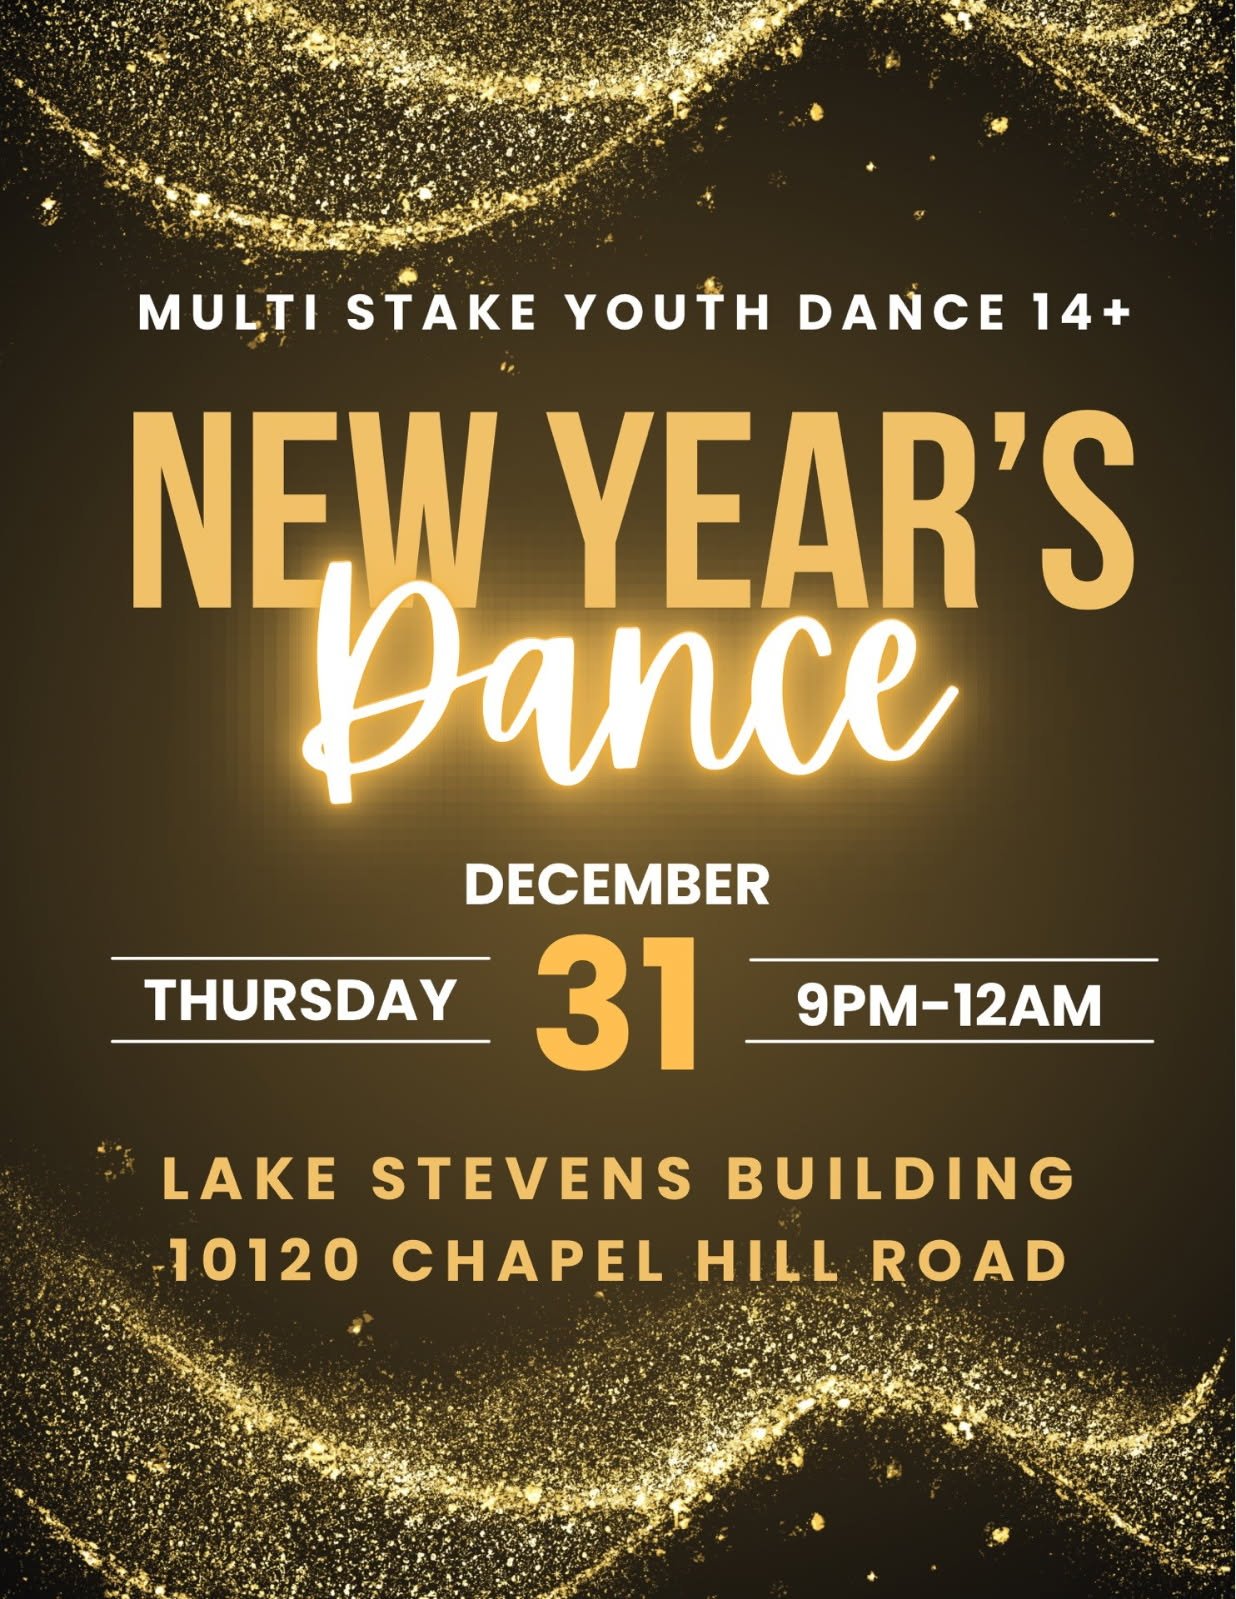 MULTI STAKE YOUTH DANCE 14+
NEW YEAR'S
Dance
DECEMBER
THURSDAY 31 9PM-12AM
LAKE STEVENS BUILDING
10120 CHAPEL HILL ROAD